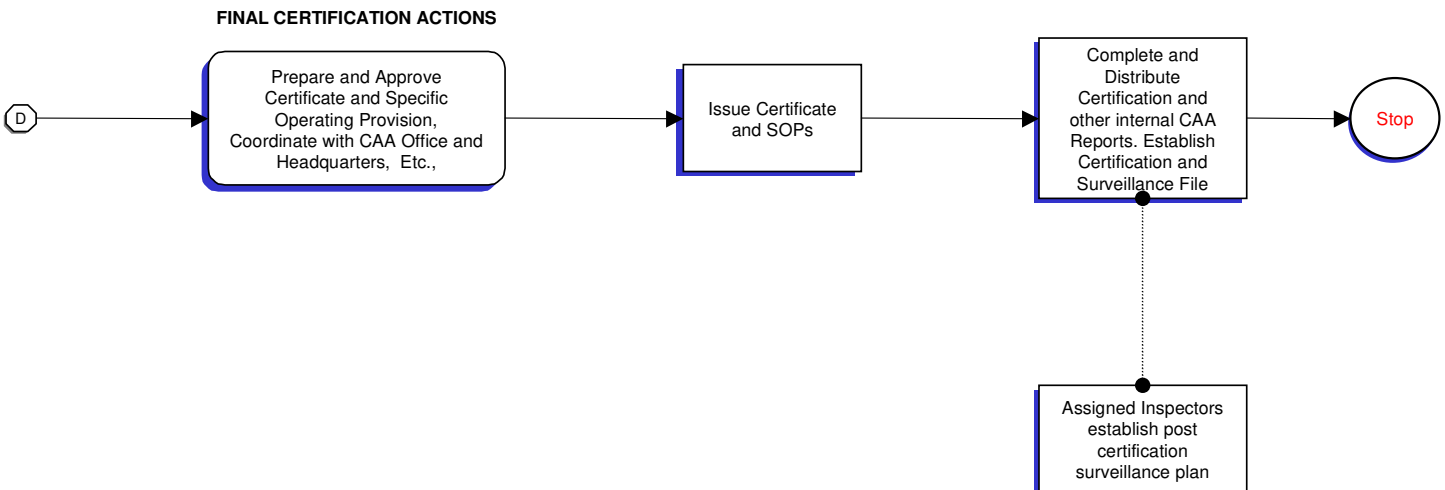 FINAL CERTIFICATION ACTIONS
D
Prepare and Approve
Certificate and Specific
Operating Provision,
Coordinate with CAA Office and
Headquarters,  Etc.,
Issue Certificate
and SOPs
Complete and
Distribute
Certification and
other internal CAA
Reports. Establish
Certification and
Surveillance File
Stop
Assigned Inspectors
establish post
certification
surveillance plan